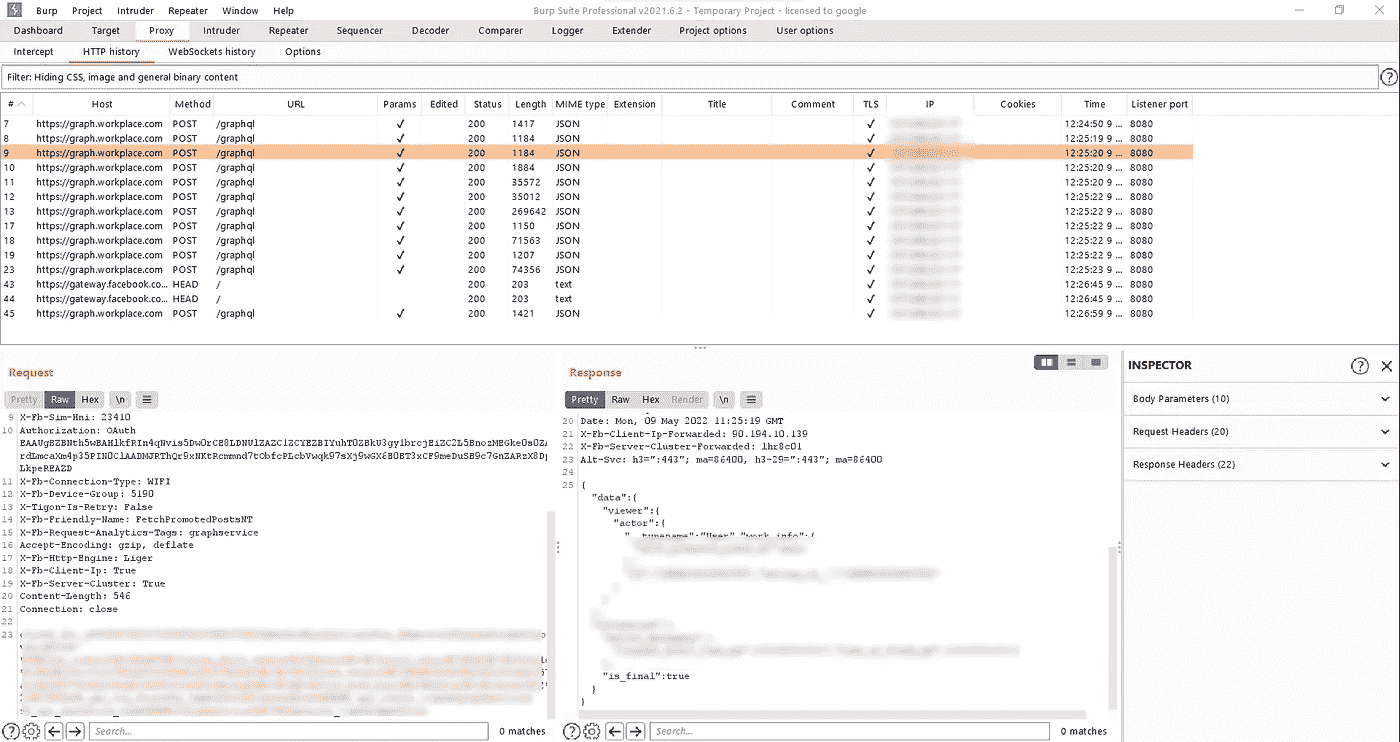 Burp Project Intruder Repeater Window Help Burp Suite Professional v2021.6.2 - Temporary Project - licensed to google
Dashboard Target Proxy Intruder Repeater Sequencer Decoder Comparer Logger Extender Project options User options
Intercept HTTP history WebSockets history Options
Filter: Hiding CSS, image and general binary content
# Host Method URL Params Edited Status Length MIME type Extension Title Comment TLS IP Cookies Time Listener port
7 https://graph.workplace.com POST /graphql ✓ 200 1417 JSON ✓ 12:24:50 9 ... 8080
8 https://graph.workplace.com POST /graphql ✓ 200 1184 JSON ✓ 12:25:19 9 ... 8080
9 https://graph.workplace.com POST /graphql ✓ 200 1184 JSON ✓ 12:25:20 9 ... 8080
10 https://graph.workplace.com POST /graphql ✓ 200 1884 JSON ✓ 12:25:20 9 ... 8080
11 https://graph.workplace.com POST /graphql ✓ 200 35572 JSON ✓ 12:25:20 9 ... 8080
12 https://graph.workplace.com POST /graphql ✓ 200 35012 JSON ✓ 12:25:22 9 ... 8080
13 https://graph.workplace.com POST /graphql ✓ 200 269642 JSON ✓ 12:25:22 9 ... 8080
17 https://graph.workplace.com POST /graphql ✓ 200 1150 JSON ✓ 12:25:22 9 ... 8080
18 https://graph.workplace.com POST /graphql ✓ 200 71563 JSON ✓ 12:25:22 9 ... 8080
19 https://graph.workplace.com POST /graphql ✓ 200 1207 JSON ✓ 12:25:22 9 ... 8080
23 https://graph.workplace.com POST /graphql ✓ 200 74356 JSON ✓ 12:25:23 9 ... 8080
43 https://gateway.facebook.co... HEAD / 200 203 text ✓ 12:26:45 9 ... 8080
44 https://gateway.facebook.co... HEAD / 200 203 text ✓ 12:26:45 9 ... 8080
45 https://graph.workplace.com POST /graphql ✓ 200 1421 JSON ✓ 12:26:59 9 ... 8080
Request
Pretty Raw Hex \n
9 X-Fb-Sim-Hni: 23410
10 Authorization: OAuth
11 X-Fb-Connection-Type: WIFI
12 X-Fb-Device-Group: 5190
13 X-Tigon-Is-Retry: False
14 X-Fb-Friendly-Name: FetchPromotedPostsNT
15 X-Fb-Request-Analytics-Tags: graphservice
16 Accept-Encoding: gzip, deflate
17 X-Fb-Http-Engine: Liger
18 X-Fb-Client-Ip: True
19 X-Fb-Server-Cluster: True
20 Content-Length: 546
21 Connection: close
22
23
Search... 0 matches
Response
Pretty Raw Hex Render \n
20 Date: Mon, 09 May 2022 11:25:19 GMT
21 X-Fb-Client-Ip-Forwarded: 90.194.10.139
22 X-Fb-Server-Cluster-Forwarded: lhr8c01
23 Alt-Svc: h3=":443"; ma=86400, h3-29=":443"; ma=86400
24
25 {
"data":{
"viewer":{
"actor":{
"__typename":"User","work_info":{
"is_final":true
}
}
Search... 0 matches
INSPECTOR
Body Parameters (10)
Request Headers (20)
Response Headers (22)